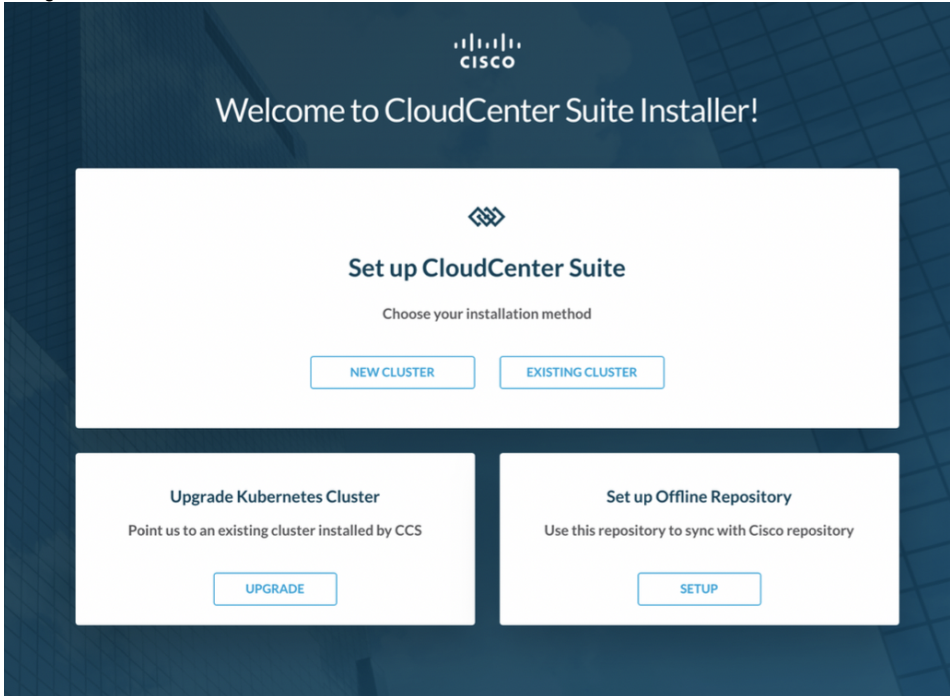 CISCO
Welcome to CloudCenter Suite Installer!
Set up CloudCenter Suite
Choose your installation method
NEW CLUSTER
EXISTING CLUSTER
Upgrade Kubernetes Cluster
Point us to an existing cluster installed by CCS
UPGRADE
Set up Offline Repository
Use this repository to sync with Cisco repository
SETUP